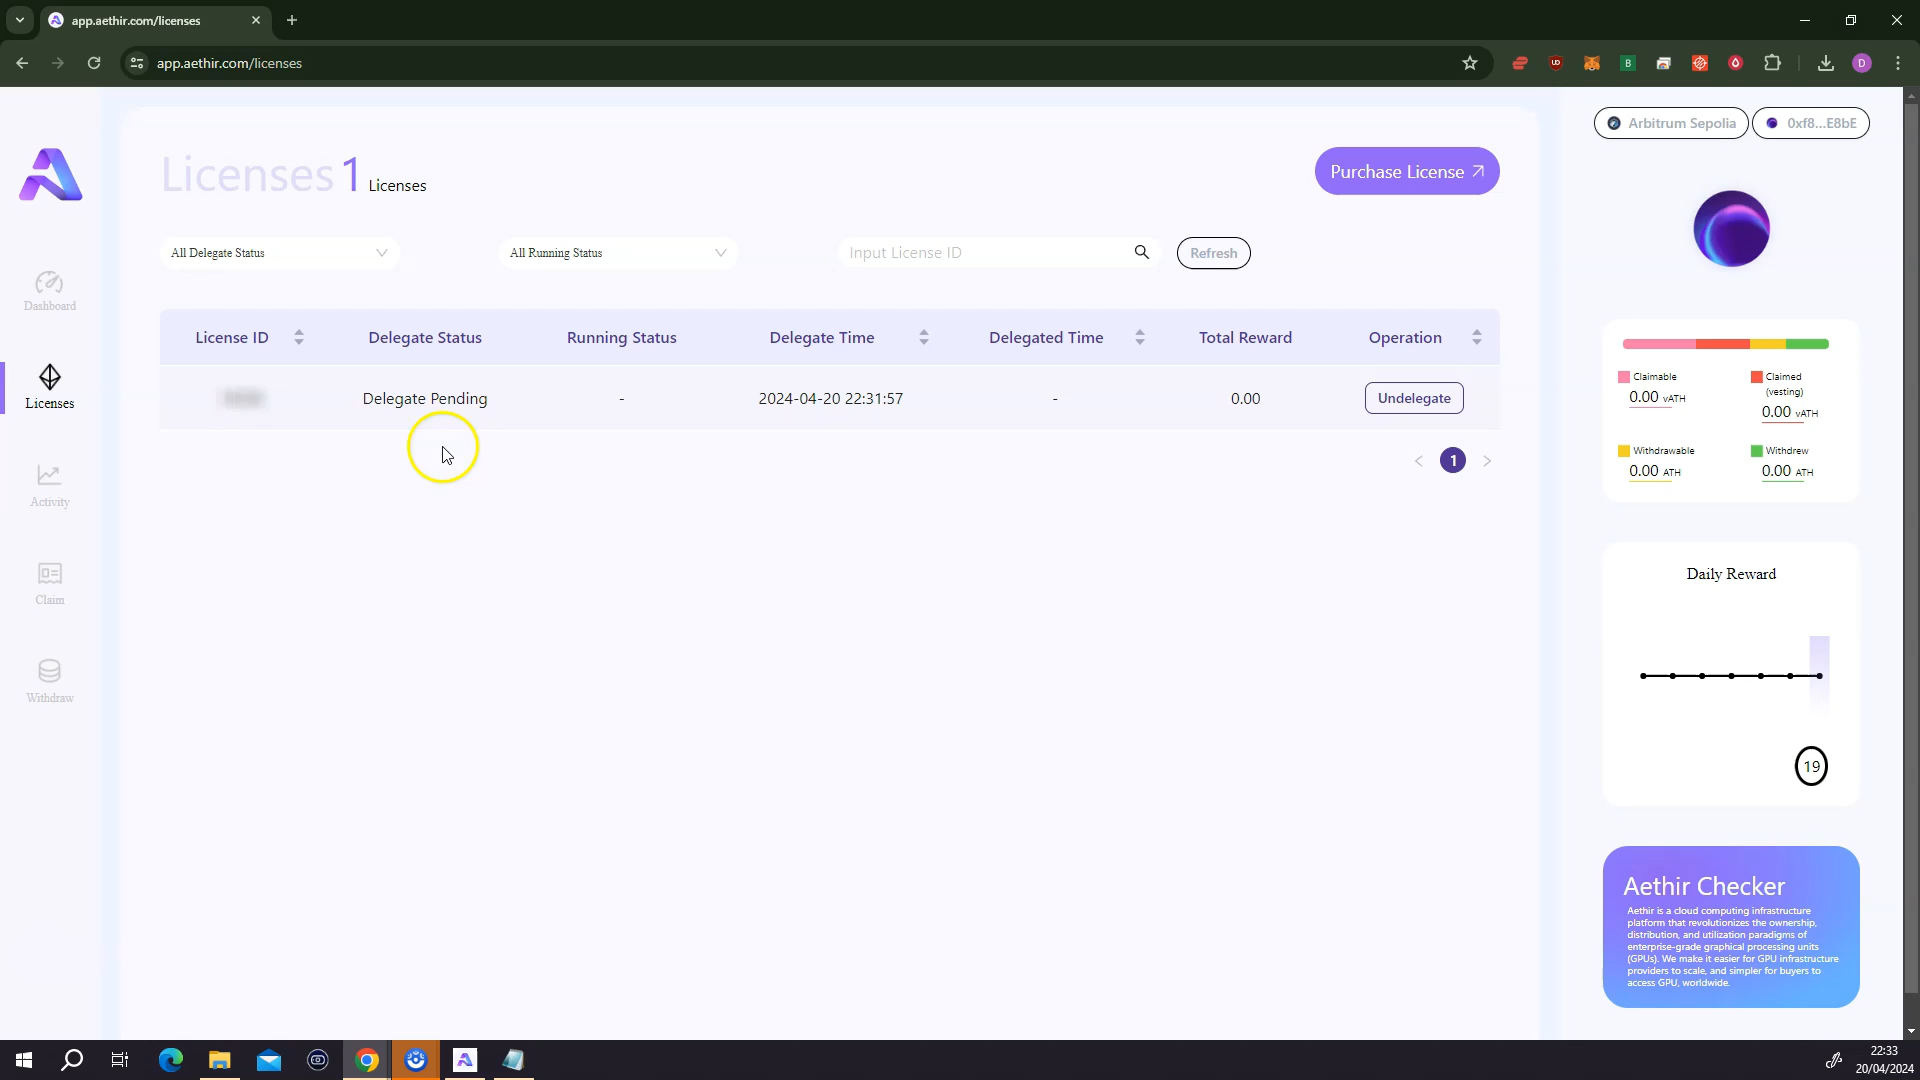 app.aethir.com/licenses
app.aethir.com/licenses
Arbitrum Sepolia
0xf8...E8bE
Licenses 1 Licenses
Purchase License
All Delegate Status
All Running Status
Input License ID
Refresh
License ID
Delegate Status
Running Status
Delegate Time
Delegated Time
Total Reward
Operation
Delegate Pending
-
2024-04-20 22:31:57
-
0.00
Undelegate
1
Dashboard
Licenses
Activity
Claim
Withdraw
Claimable
0.00 vATH
Claimed
(vesting)
0.00 vATH
Withdrawable
0.00 ATH
Withdrew
0.00 ATH
Daily Reward
19
Aethir Checker
Aethir is a cloud computing infrastructure
platform that revolutionizes the ownership,
distribution, and utilization paradigms of
enterprise-grade graphical processing units
(GPUs). We make it easier for GPU infrastructure
providers to scale, and simpler for buyers to
access GPU, worldwide.
22:33
20/04/2024